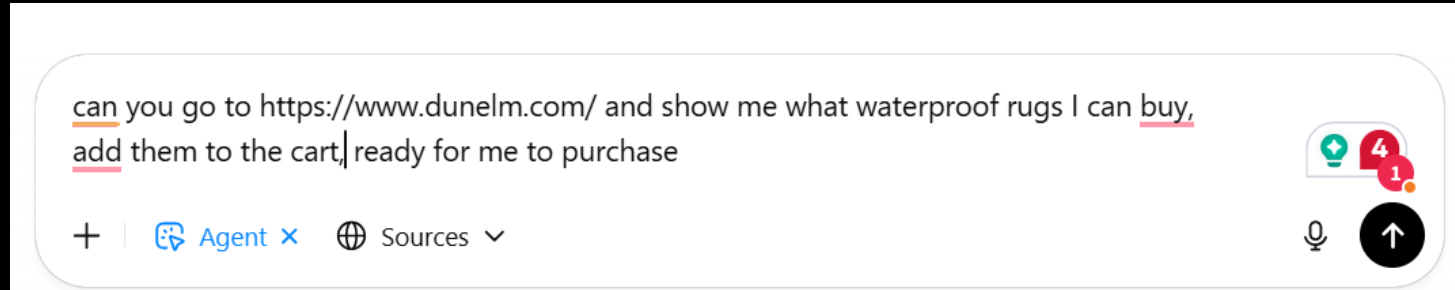 can you go to https://www.dunelm.com/ and show me what waterproof rugs I can buy,
add them to the cart, ready for me to purchase
4
1
Agent × Sources